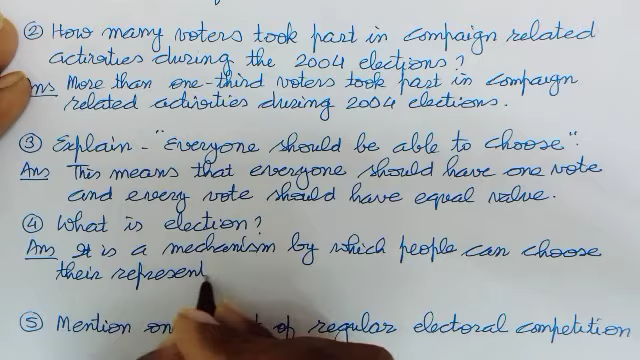 ② How many voters took part in compaign related
activities during the 2004 elections?
Ans More than one-third voters took part in compaign
related activities during 2004 elections.
③ Explain - "Everyone should be able to choose".
Ans This means that everyone should have one vote
and every vote should have equal value.
④ What is election?
Ans It is a mechanism by which people can choose
their represent
⑤ Mention of regular electoral competition